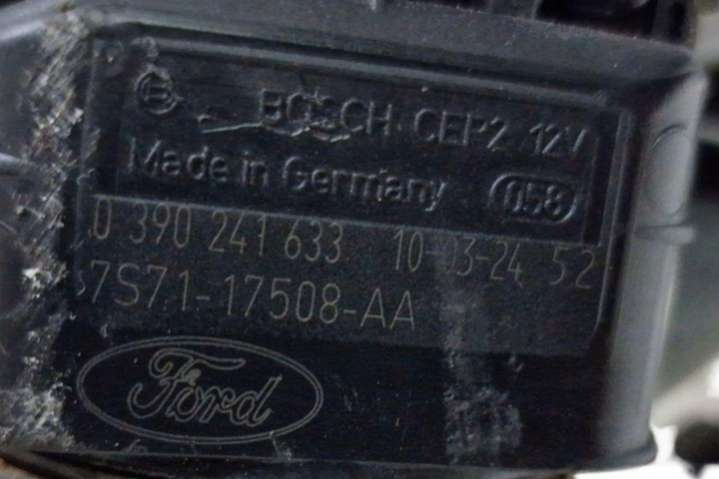 BOSCH CEP2 12V
Made in Germany 058
0 390 241 633 10-03-24 52
7S71-17508-AA
Ford